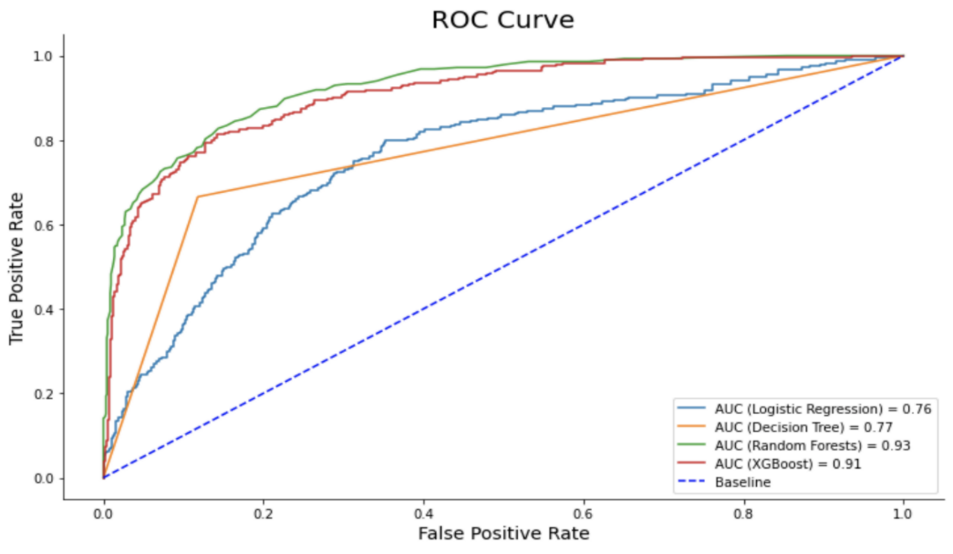 ROC Curve
1.0
0.8
0.6
0.4
0.2
0.0
True Positive Rate
AUC (Logistic Regression) = 0.76
AUC (Decision Tree) = 0.77
AUC (Random Forests) = 0.93
AUC (XGBoost) = 0.91
Baseline
0.0 0.2 0.4 0.6 0.8 1.0
False Positive Rate